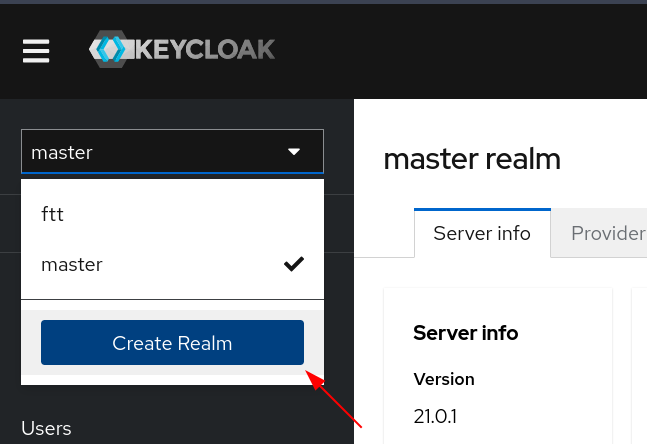 KEYCLOAK
master
ftt
master
Create Realm
Users
master realm
Server info
Provider
Server info
Version
21.0.1